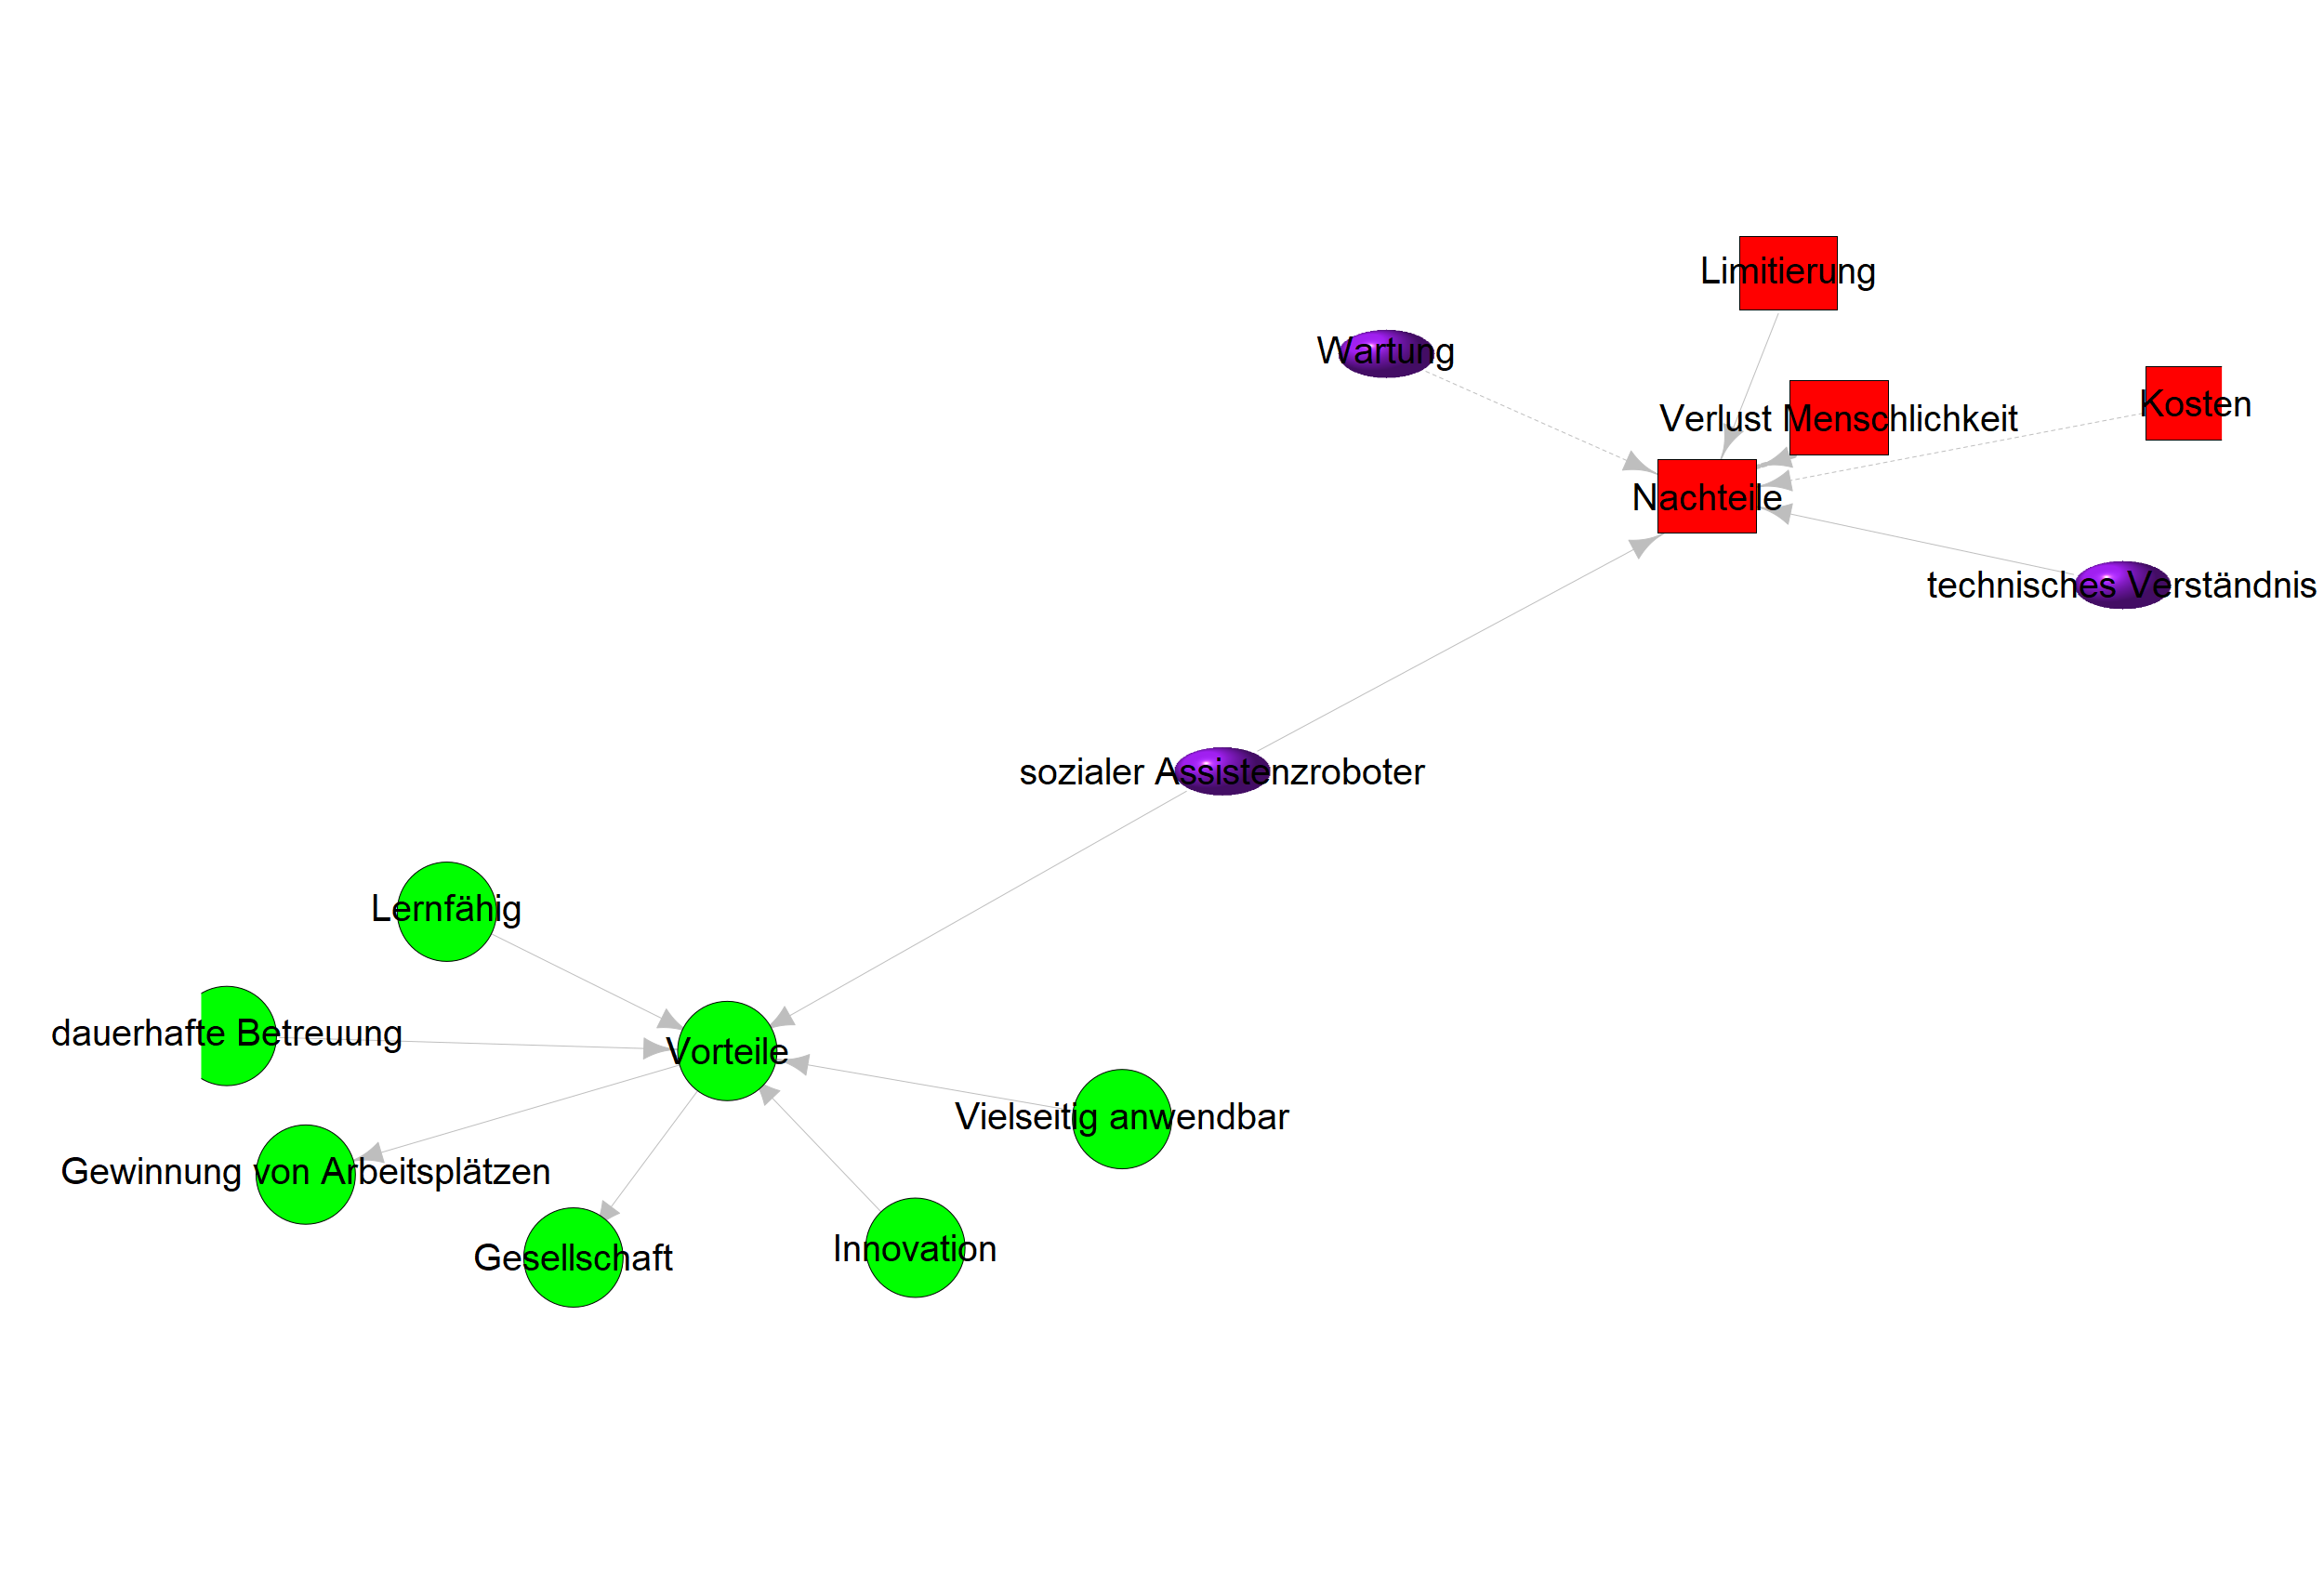 Limitierung
Wartung
Kosten
Verlust Menschlichkeit
Nachteile
technisches Verständnis
sozialer Assistenzroboter
Lernfähig
dauerhafte Betreuung
Vorteile
Vielseitig anwendbar
Gewinnung von Arbeitsplätzen
Innovation
Gesellschaft